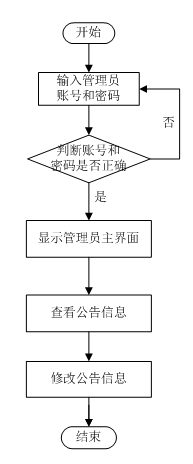 开始
输入管理员
账号和密码
否
判断账号和
密码是否正确
是
显示管理员主界面
查看公告信息
修改公告信息
结束